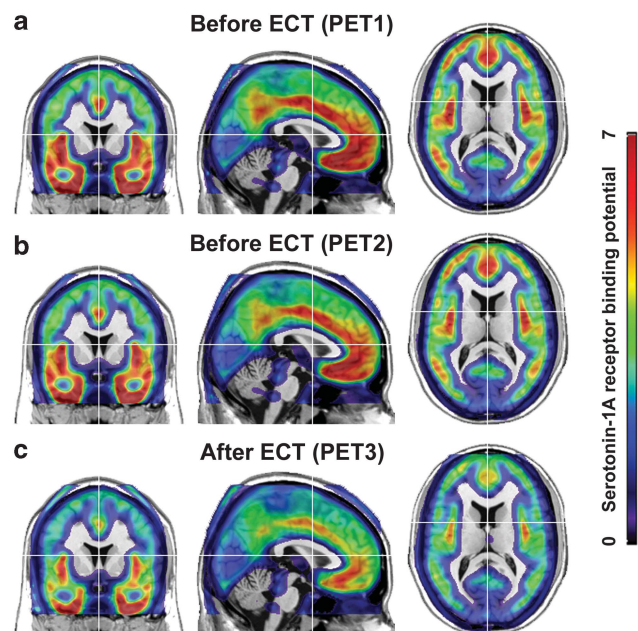 a
Before ECT (PET1)
b
Before ECT (PET2)
c
After ECT (PET3)
7
Serotonin-1A receptor binding potential
0